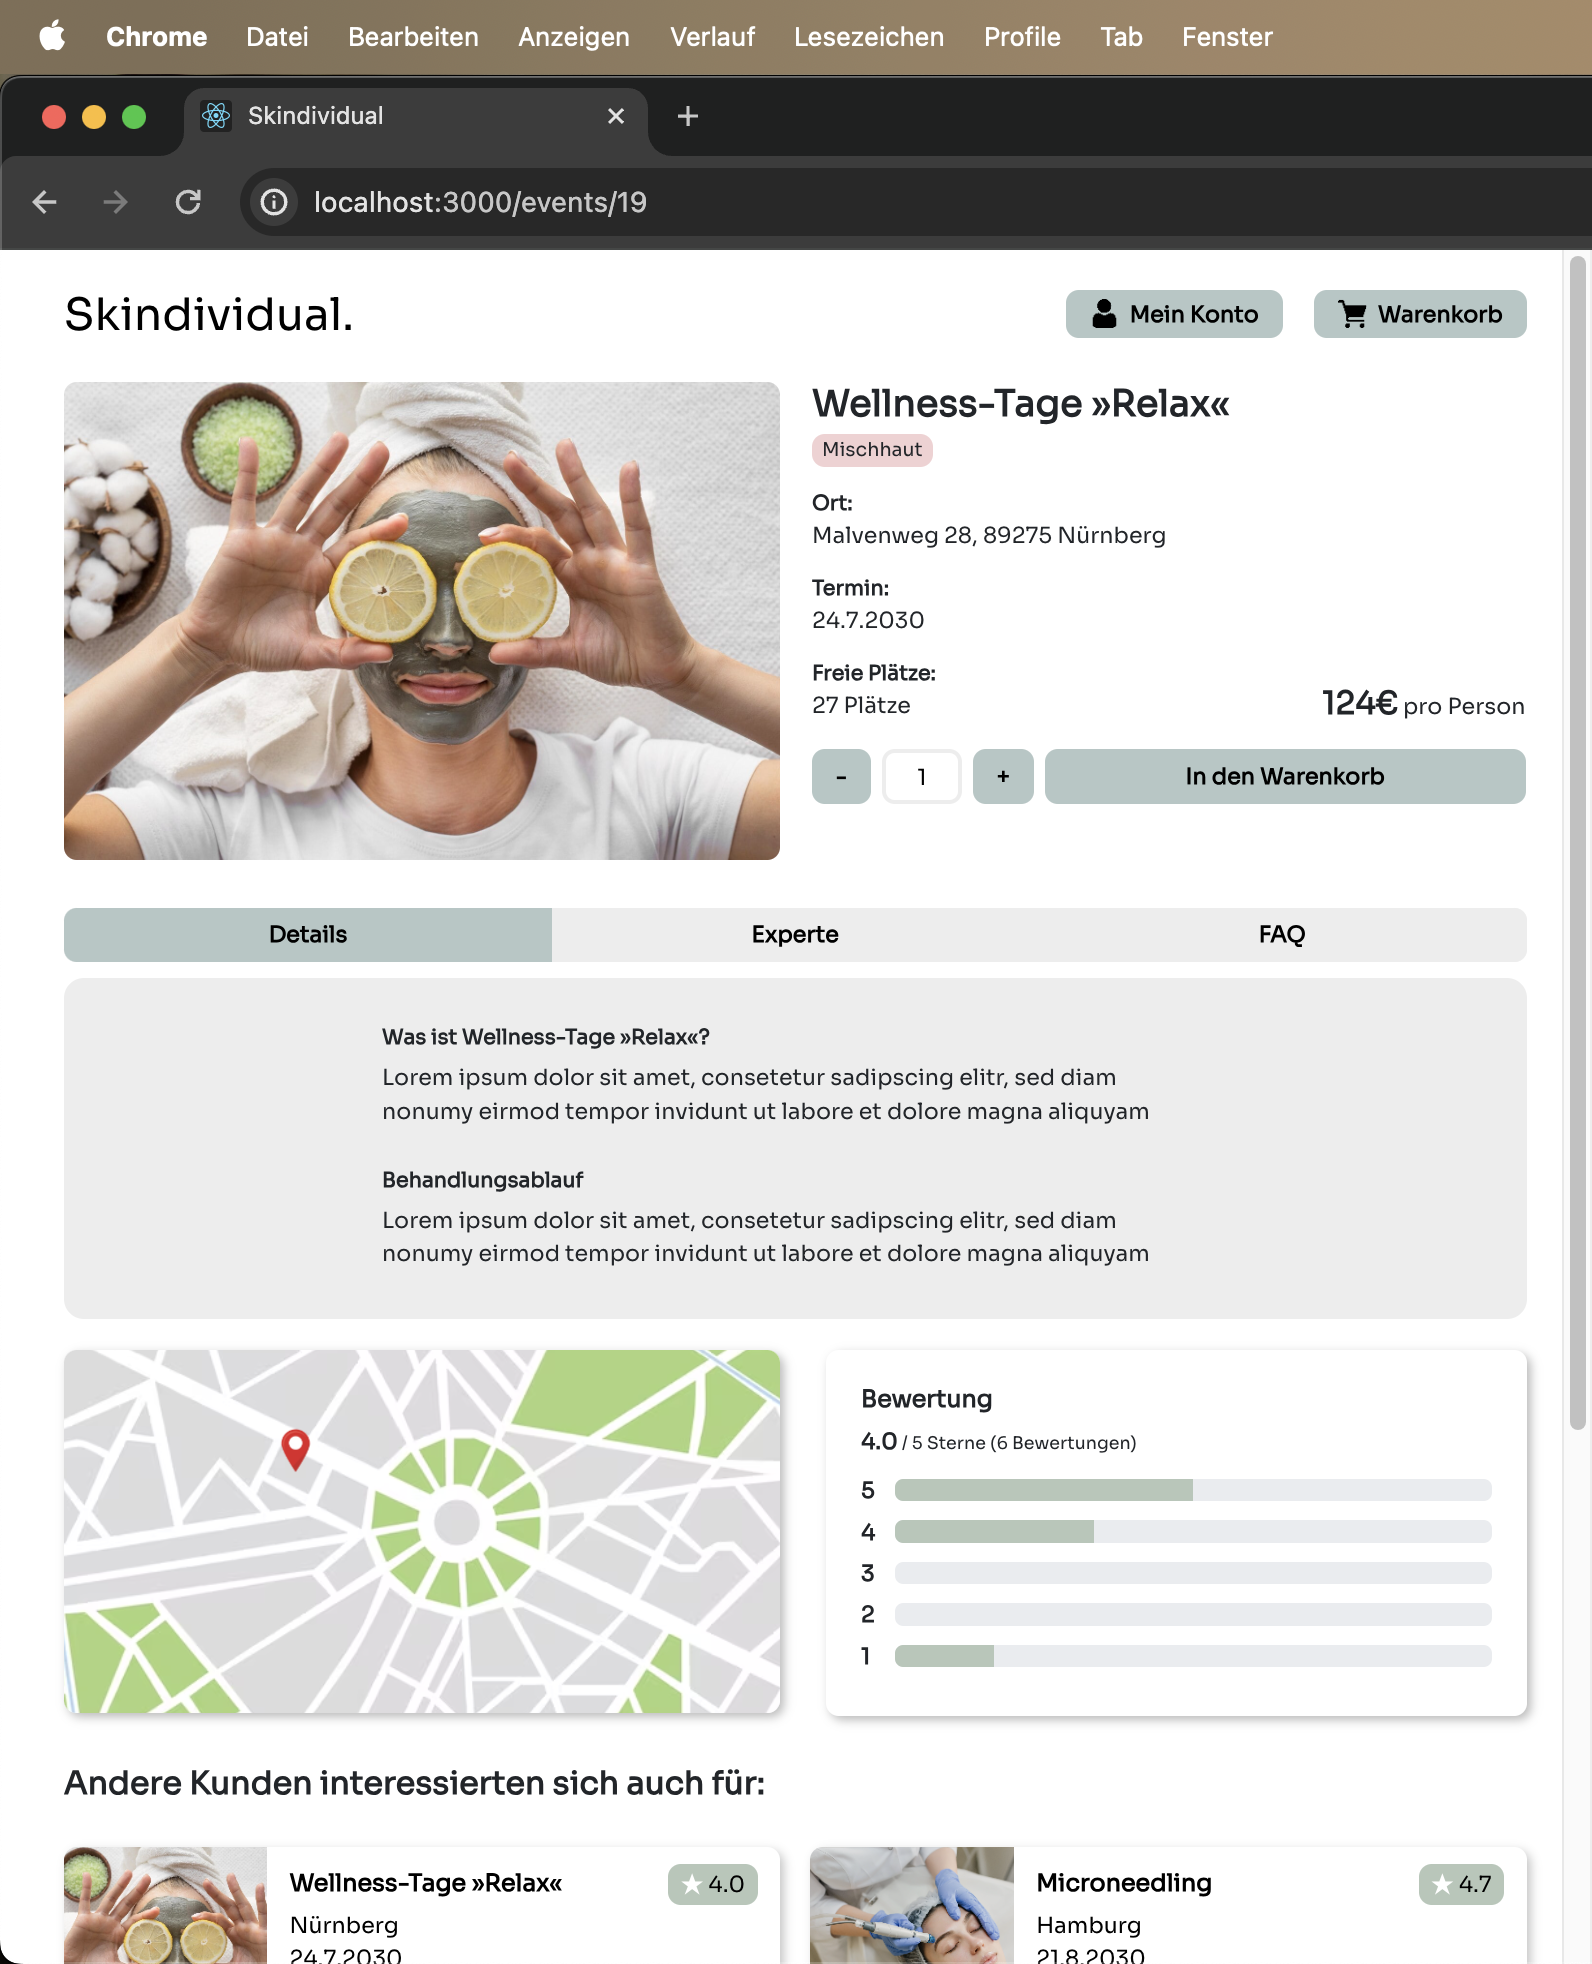 Chrome Datei Bearbeiten Anzeigen Verlauf Lesezeichen Profile Tab Fenster
Skindividual
localhost:3000/events/19
Skindividual.
Mein Konto
Warenkorb
Wellness-Tage »Relax«
Mischhaut
Ort:
Malvenweg 28, 89275 Nürnberg
Termin:
24.7.2030
Freie Plätze:
27 Plätze
124€ pro Person
- 1 + In den Warenkorb
Details Experte FAQ
Was ist Wellness-Tage »Relax«?
Lorem ipsum dolor sit amet, consetetur sadipscing elitr, sed diam
nonumy eirmod tempor invidunt ut labore et dolore magna aliquyam
Behandlungsablauf
Lorem ipsum dolor sit amet, consetetur sadipscing elitr, sed diam
nonumy eirmod tempor invidunt ut labore et dolore magna aliquyam
Bewertung
4.0 / 5 Sterne (6 Bewertungen)
5
4
3
2
1
Andere Kunden interessierten sich auch für:
Wellness-Tage »Relax«
4.0
Nürnberg
24.7.2030
Microneedling
4.7
Hamburg
21.8.2030